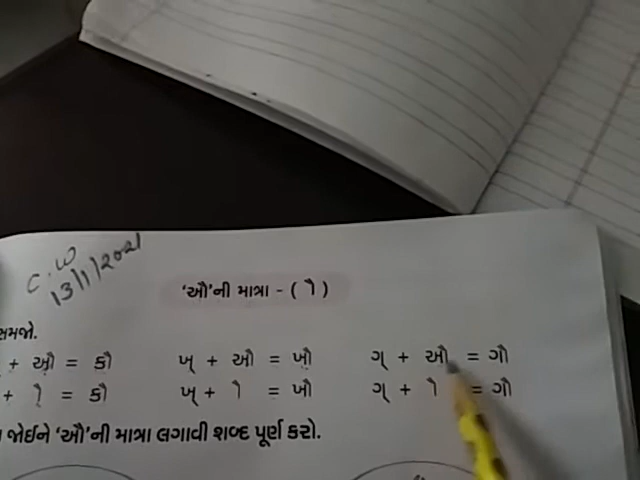 C.W
13/1/2021
'ઔ'ની માત્રા - ( ૌ )
સમજો.
+ ઔ = કૌ ખ્ + ઔ = ખૌ ગ્ + ઔ = ગૌ
+ ૌ = કૌ ખ્ + ૌ = ખૌ ગ્ + ૌ = ગૌ
જોઈને 'ઔ'ની માત્રા લગાવી શબ્દ પૂર્ણ કરો.